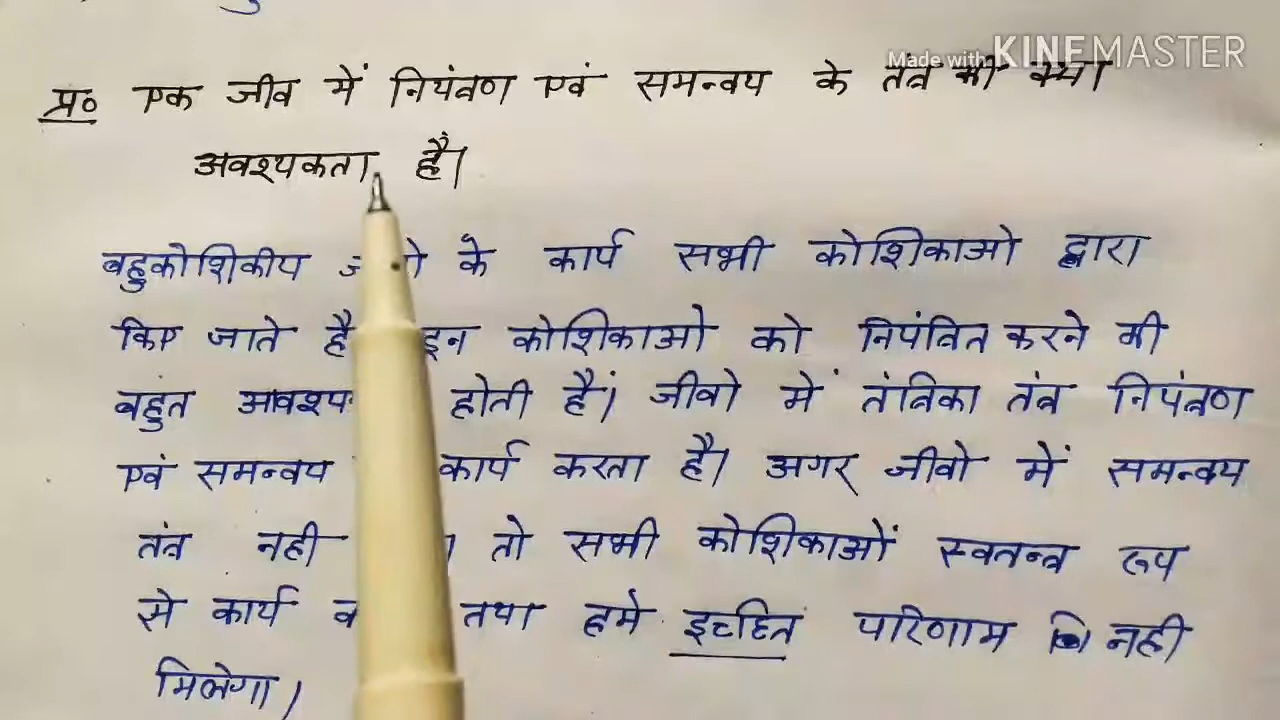 Made with KINEMASTER
प्र० एक जीव में नियंत्रण एवं समन्वय के तंत्र की क्या
अवश्यकता है।
बहुकोशिकीय के कार्य सभी कोशिकाओ द्वारा
किए जाते है इन कोशिकाओ को नियंत्रित करने की
बहुत होती है। जीवो में तंत्रिका तंत्र नियंत्रण
एवं समन्वय कार्य करता है। अगर जीवो में समन्वय
तंत्र नही तो सभी कोशिकाओं स्वतन्त्र रूप
से कार्य तथा हमे इच्छित परिणाम नही
मिलेगा।